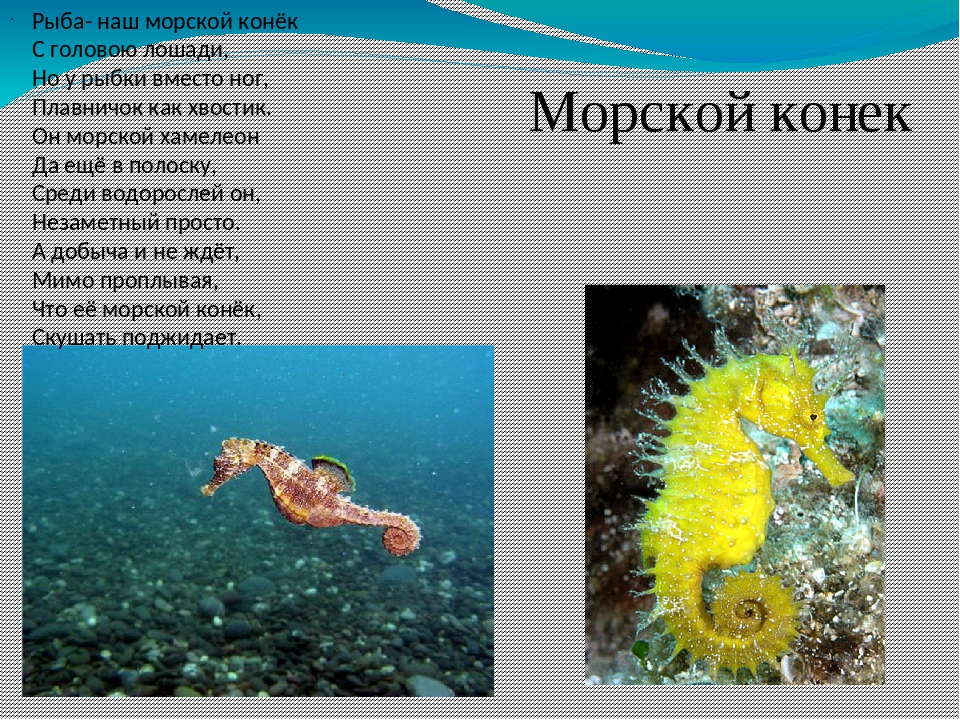 Рыба- наш морской конёк
С головою лошади,
Но у рыбки вместо ног,
Плавничок как хвостик.
Он морской хамелеон
Да ещё в полоску,
Среди водорослей он,
Незаметный просто.
А добыча и не ждёт,
Мимо проплывая,
Что её морской конёк,
Скушать поджидает.
Морской конек